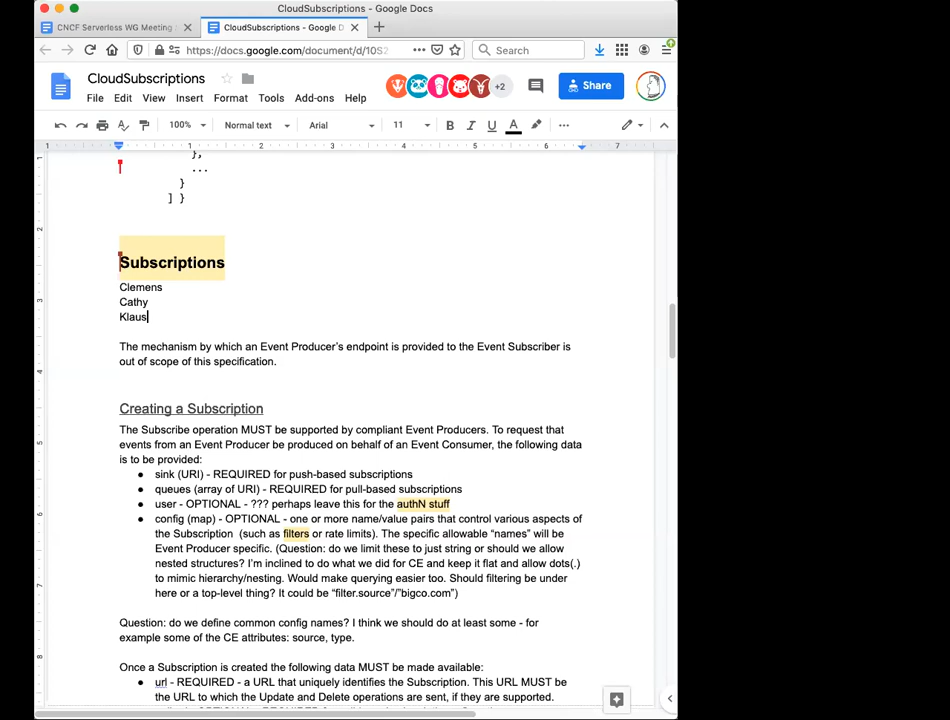 CloudSubscriptions - Google Docs
CNCF Serverless WG Meeting
CloudSubscriptions - Google D
https://docs.google.com/document/d/10S2
Search
CloudSubscriptions
+2
Share
File Edit View Insert Format Tools Add-ons Help
100% Normal text Arial 11 B I U A
1 1 2 3 4 5 6 7
},
...
}
] }
Subscriptions
Clemens
Cathy
Klaus
The mechanism by which an Event Producer’s endpoint is provided to the Event Subscriber is
out of scope of this specification.
Creating a Subscription
The Subscribe operation MUST be supported by compliant Event Producers. To request that
events from an Event Producer be produced on behalf of an Event Consumer, the following data
is to be provided:
● sink (URI) - REQUIRED for push-based subscriptions
● queues (array of URI) - REQUIRED for pull-based subscriptions
● user - OPTIONAL - ??? perhaps leave this for the authN stuff
● config (map) - OPTIONAL - one or more name/value pairs that control various aspects of
the Subscription (such as filters or rate limits). The specific allowable “names” will be
Event Producer specific. (Question: do we limit these to just string or should we allow
nested structures? I’m inclined to do what we did for CE and keep it flat and allow dots(.)
to mimic hierarchy/nesting. Would make querying easier too. Should filtering be under
here or a top-level thing? It could be “filter.source”/”bigco.com”)
Question: do we define common config names? I think we should do at least some - for
example some of the CE attributes: source, type.
Once a Subscription is created the following data MUST be made available:
● url - REQUIRED - a URL that uniquely identifies the Subscription. This URL MUST be
the URL to which the Update and Delete operations are sent, if they are supported.